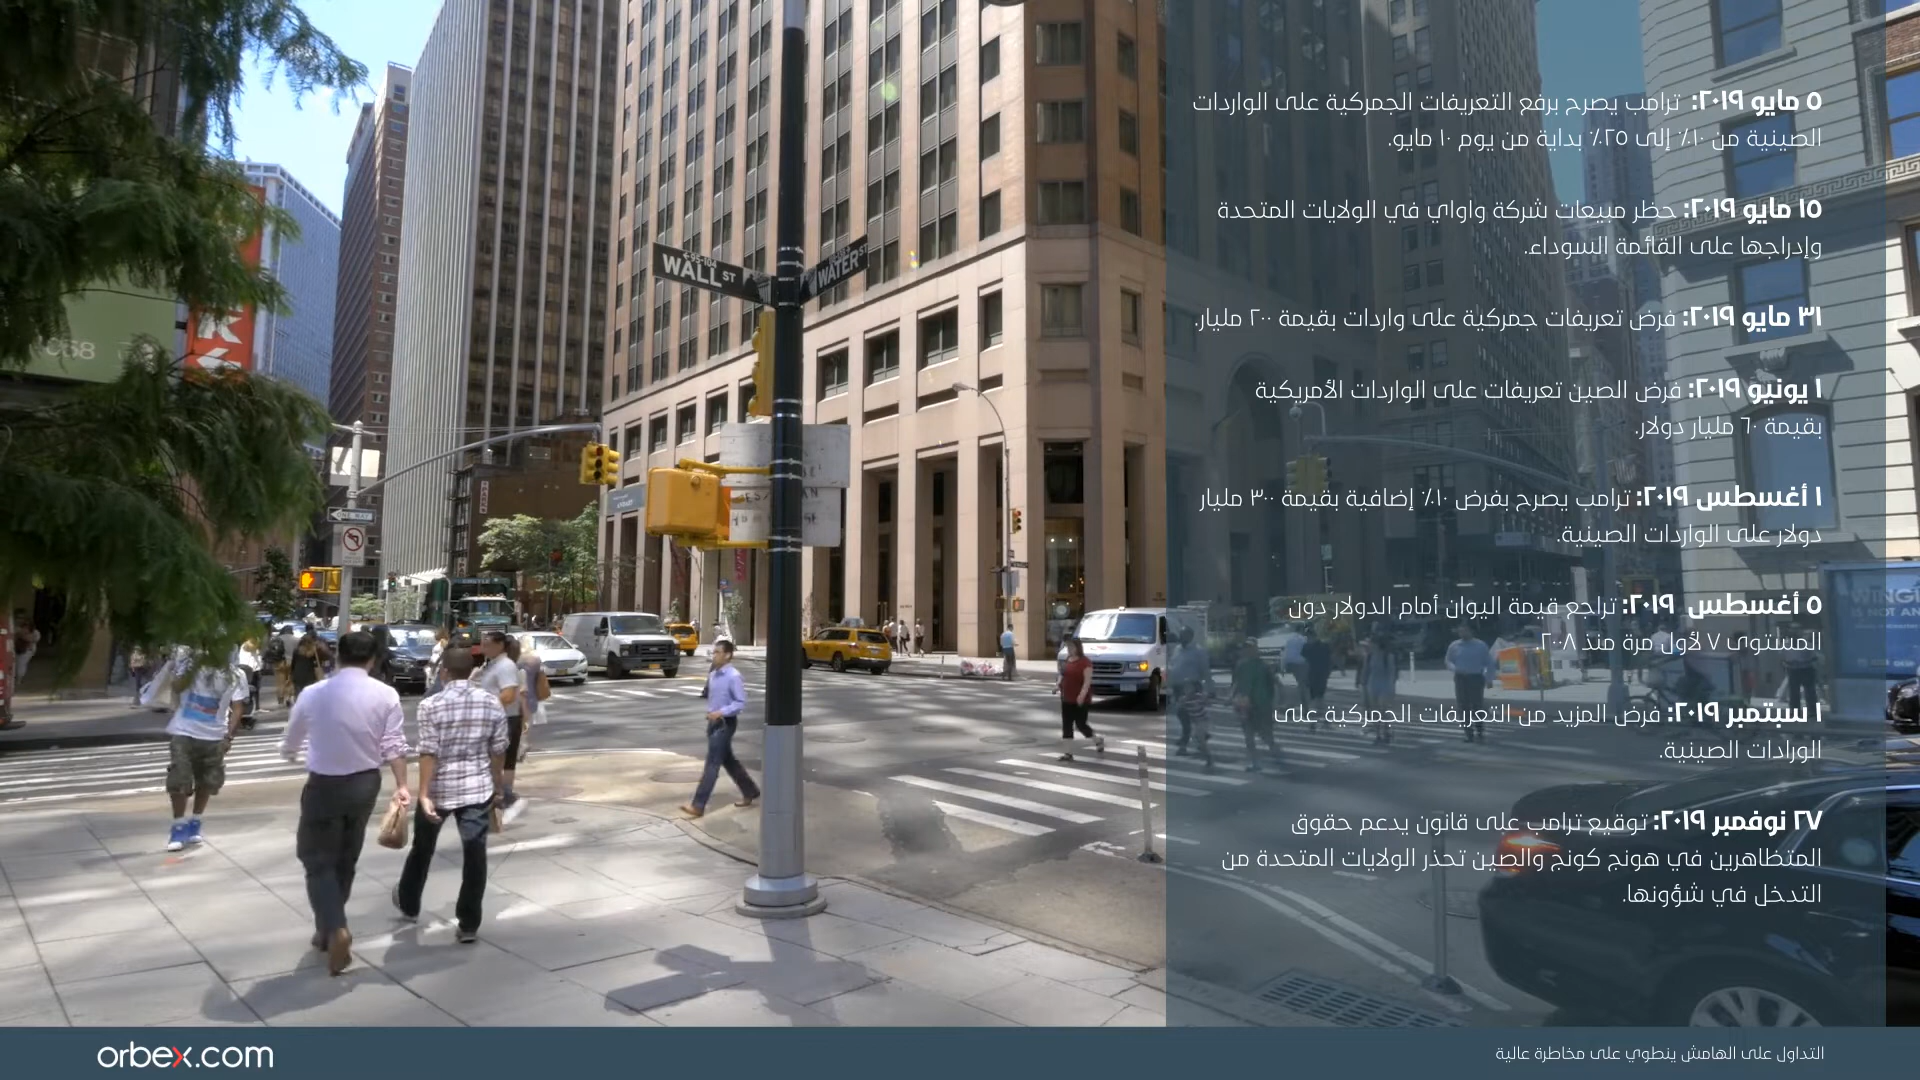 ٥ مايو ٢٠١٩: ترامب يصرح برفع التعريفات الجمركية على الواردات
الصينية من ١٠٪ إلى ٢٥٪ بداية من يوم ١٠ مايو.
١٥ مايو ٢٠١٩: حظر مبيعات شركة واواي في الولايات المتحدة
وإدراجها على القائمة السوداء.
٣١ مايو ٢٠١٩: فرض تعريفات جمركية على واردات بقيمة ٢٠٠ مليار.
١ يونيو ٢٠١٩: فرض الصين تعريفات على الواردات الأمريكية
بقيمة ٦٠ مليار دولار.
١ أغسطس ٢٠١٩: ترامب يصرح بفرض ١٠٪ إضافية بقيمة ٣٠٠ مليار
دولار على الواردات الصينية.
٥ أغسطس ٢٠١٩: تراجع قيمة اليوان أمام الدولار دون
المستوى ٧ لأول مرة منذ ٢٠٠٨.
١ سبتمبر ٢٠١٩: فرض المزيد من التعريفات الجمركية على
الورادات الصينية.
٢٧ نوفمبر ٢٠١٩: توقيع ترامب على قانون يدعم حقوق
المتظاهرين في هونج كونج والصين تحذر الولايات المتحدة من
التدخل في شؤونها.
WALL ST
WATER ST
ONE WAY
orbex.com
التداول على الهامش ينطوي على مخاطرة عالية